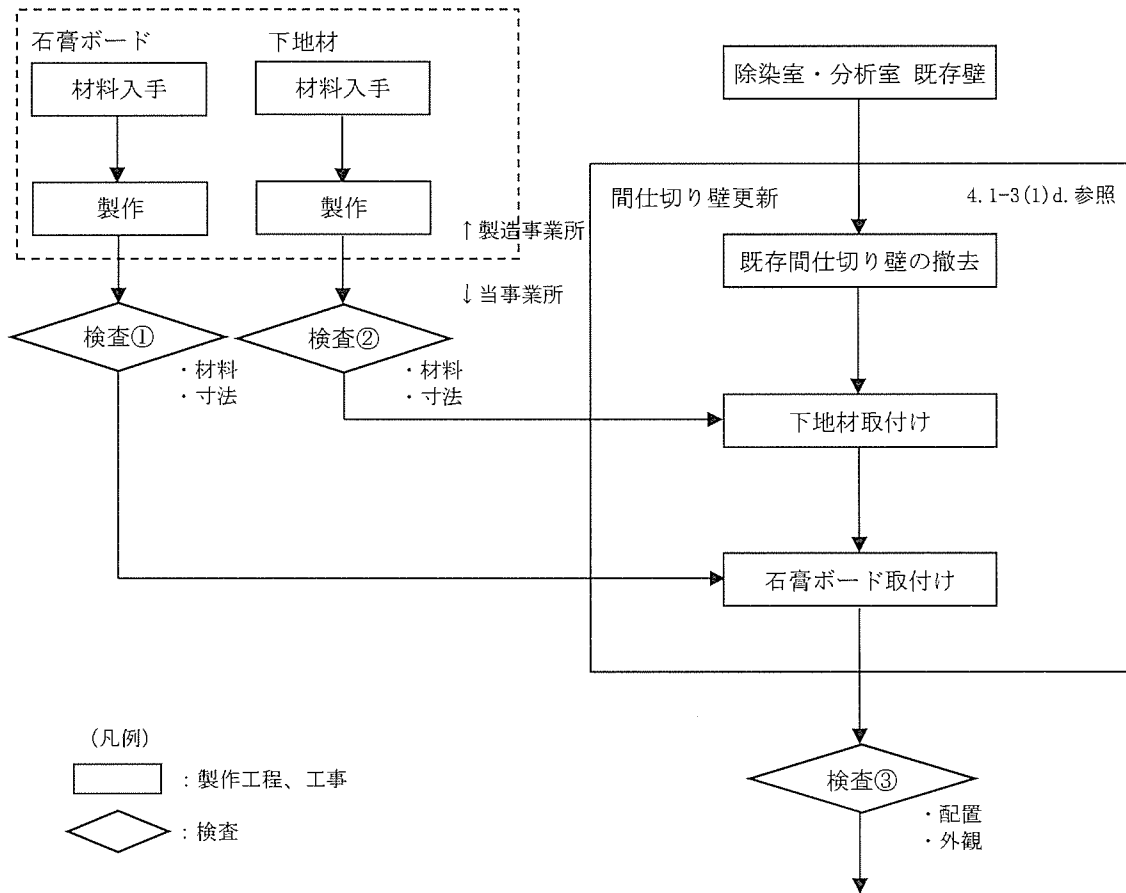 石膏ボード
下地材
材料入手
材料入手
除染室・分析室 既存壁
製作
製作
↑製造事業所
↓当事業所
間仕切り壁更新
4.1-3(1)d.参照
既存間仕切り壁の撤去
検査①
・材料
・寸法
検査②
・材料
・寸法
下地材取付け
石膏ボード取付け
検査③
・配置
・外観
(凡例)
：製作工程、工事
：検査